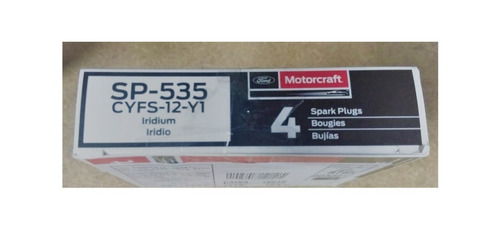 SP-535
CYFS-12-Y1
Iridium
Iridio
Ford
Motorcraft
4
Spark Plugs
Bougies
Bujías